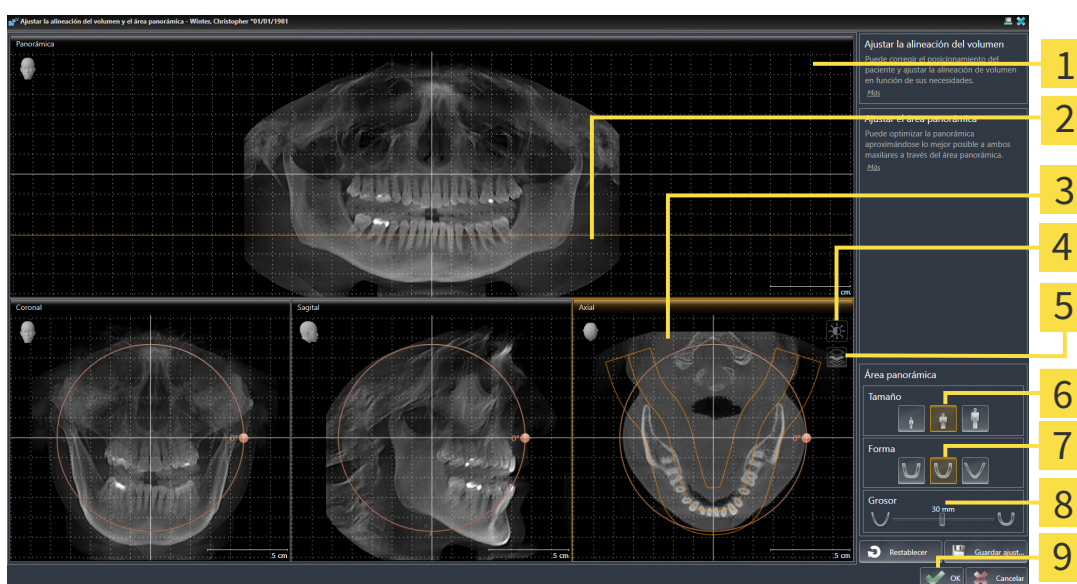 Ajustar la alineación del volumen y el área panorámica - Winter, Christopher *01/01/1981
Panorámica
cm
Coronal
0°
.5 cm
Sagital
0°
.5 cm
Axial
0°
.5 cm
Ajustar la alineación del volumen
Puede corregir el posicionamiento del
paciente y ajustar la alineación de volumen
en función de sus necesidades.
Más
Ajustar el área panorámica
Puede optimizar la panorámica
aproximándose lo mejor posible a ambos
maxilares a través del área panorámica.
Más
Área panorámica
Tamaño
Forma
Grosor
30 mm
Restablecer
Guardar ajust...
OK
Cancelar
1
2
3
4
5
6
7
8
9